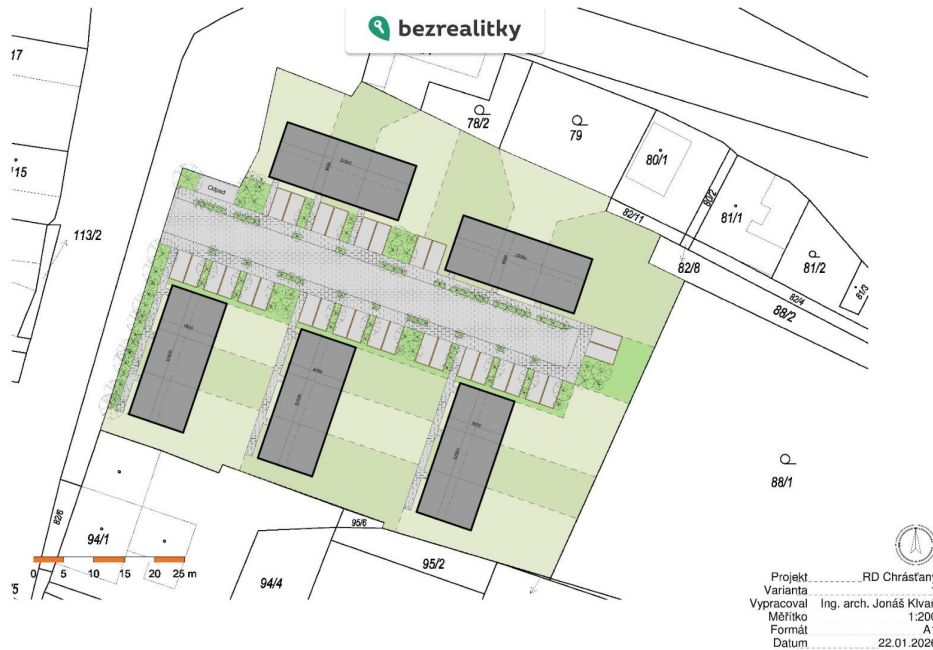 bezrealitky
17
78/2
79
80/1
115
82/11
80/2
81/1
113/2
Odpad
81/2
82/8
81/3
82/4
88/2
88/1
82/6
94/1
95/6
95/2
94/4
0 5 10 15 20 25 m
Projekt RD Chrášťany
Varianta
Vypracoval Ing. arch. Jonáš Klvaň
Měřítko 1:200
Formát A1
Datum 22.01.2026